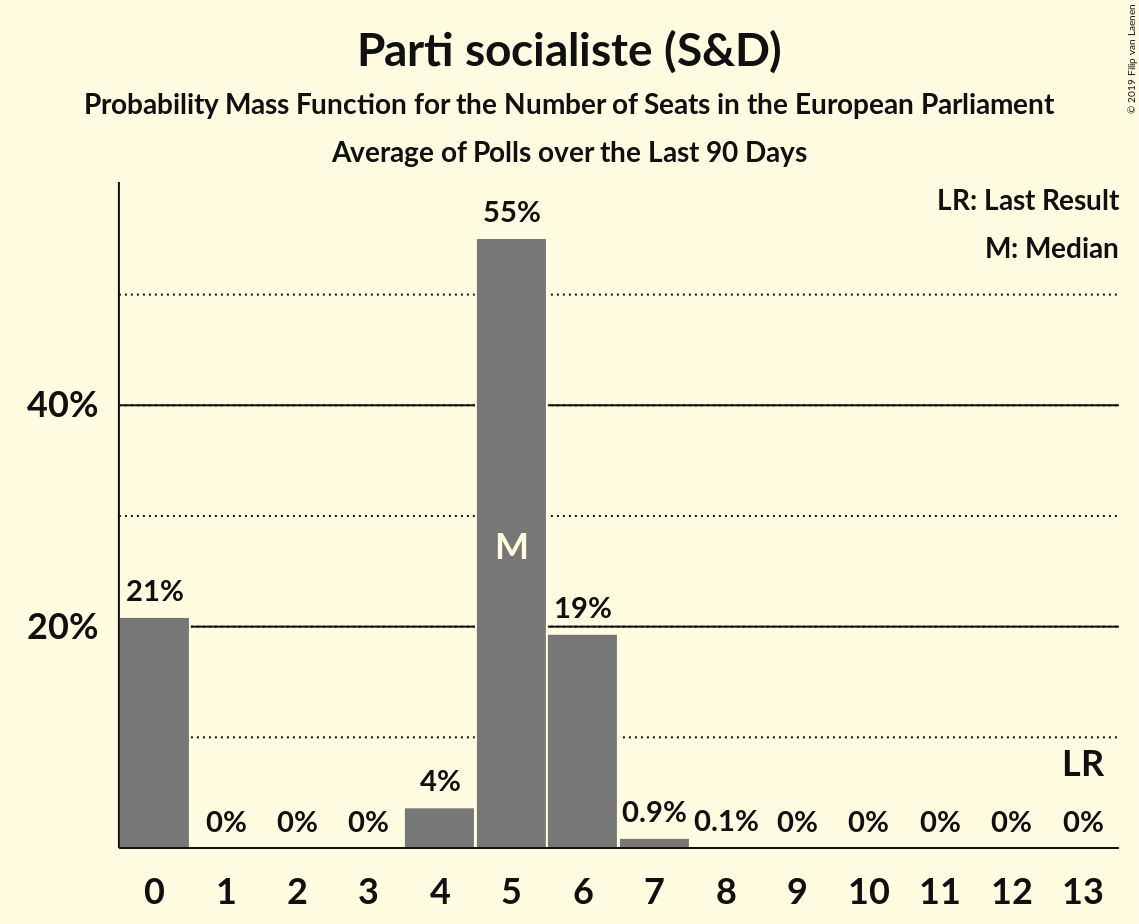 Parti socialiste (S&D)
Probability Mass Function for the Number of Seats in the European Parliament
Average of Polls over the Last 90 Days
© 2019 Filip van Laenen
LR: Last Result
M: Median
55%
40%
M
21%
19%
20%
LR
4%
0% 0% 0% 0.9% 0.1% 0% 0% 0% 0% 0%
0 1 2 3 4 5 6 7 8 9 10 11 12 13